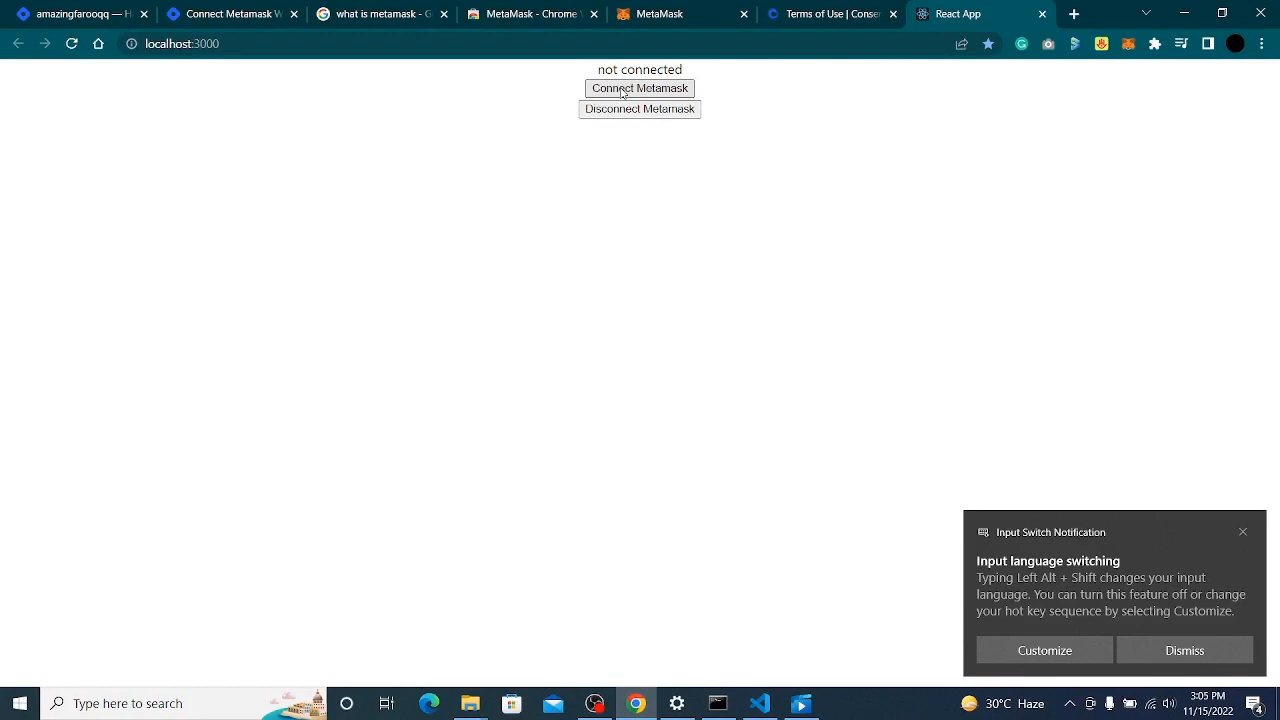 amazingfarooqq — H
Connect Metamask W
what is metamask - G
MetaMask - Chrome
MetaMask
Terms of Use | Conser
React App
localhost:3000
not connected
Connect Metamask
Disconnect Metamask
Input Switch Notification
Input language switching
Typing Left Alt + Shift changes your input
language. You can turn this feature off or change
your hot key sequence by selecting Customize.
Customize
Dismiss
Type here to search
30°C Haze
3:05 PM
11/15/2022
4